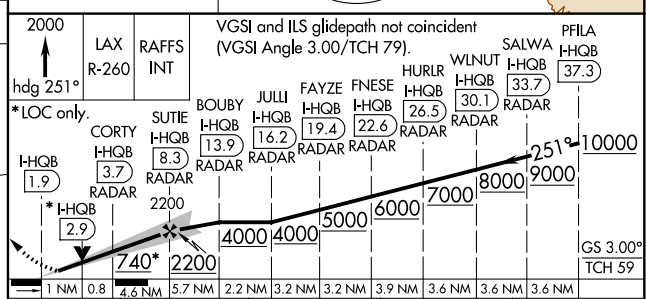 2000
hdg 251°
LAX
R-260
RAFFS
INT
VGSI and ILS glidepath not coincident
(VGSI Angle 3.00/TCH 79).
*LOC only.
I-HQB
1.9
* I-HQB
2.9
CORTY
I-HQB
3.7
RADAR
SUTIE
I-HQB
8.3
RADAR
2200
BOUBY
I-HQB
13.9
RADAR
JULLI
I-HQB
16.2
RADAR
FAYZE
I-HQB
19.4
RADAR
FNESE
I-HQB
22.6
RADAR
HURLR
I-HQB
26.5
RADAR
WLNUT
I-HQB
30.1
RADAR
SALWA
I-HQB
33.7
RADAR
PFILA
I-HQB
37.3
251°
740*
2200
4000
4000
5000
6000
7000
8000
9000
10000
GS 3.00°
TCH 59
1 NM
0.8
4.6 NM
5.7 NM
2.2 NM
3.2 NM
3.2 NM
3.9 NM
3.6 NM
3.6 NM
3.6 NM